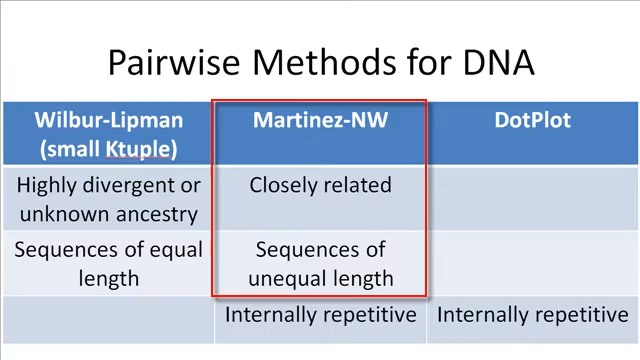 Pairwise Methods for DNA
Wilbur-Lipman
(small Ktuple)
Martinez-NW
DotPlot
Highly divergent or
unknown ancestry
Closely related
Sequences of equal
length
Sequences of
unequal length
Internally repetitive
Internally repetitive